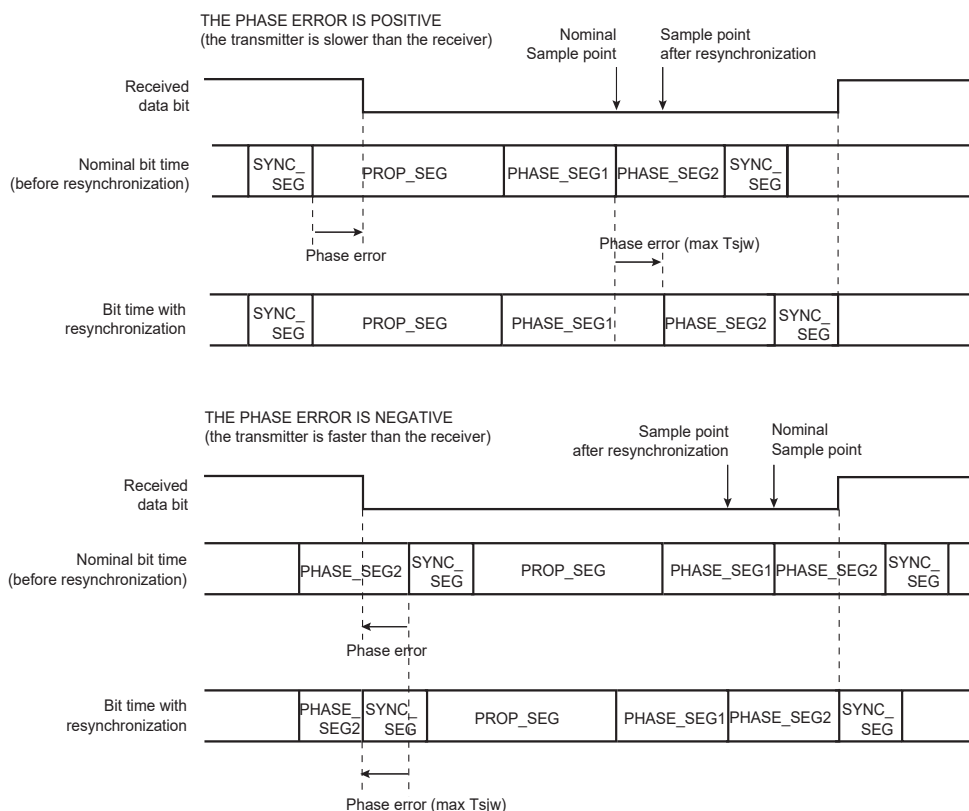 THE PHASE ERROR IS POSITIVE
(the transmitter is slower than the receiver)
Nominal
Sample point
Sample point
after resynchronization
Received
data bit
Nominal bit time
(before resynchronization)
SYNC_
SEG
PROP_SEG
PHASE_SEG1
PHASE_SEG2
SYNC_
SEG
Phase error
Phase error (max Tsjw)
Bit time with
resynchronization
SYNC_
SEG
PROP_SEG
PHASE_SEG1
PHASE_SEG2
SYNC_
SEG
THE PHASE ERROR IS NEGATIVE
(the transmitter is faster than the receiver)
Sample point
after resynchronization
Nominal
Sample point
Received
data bit
Nominal bit time
(before resynchronization)
PHASE_SEG2
SYNC_
SEG
PROP_SEG
PHASE_SEG1
PHASE_SEG2
SYNC_
SEG
Phase error
Bit time with
resynchronization
PHASE_
SEG2
SYNC_
SEG
PROP_SEG
PHASE_SEG1
PHASE_SEG2
SYNC_
SEG
Phase error (max Tsjw)